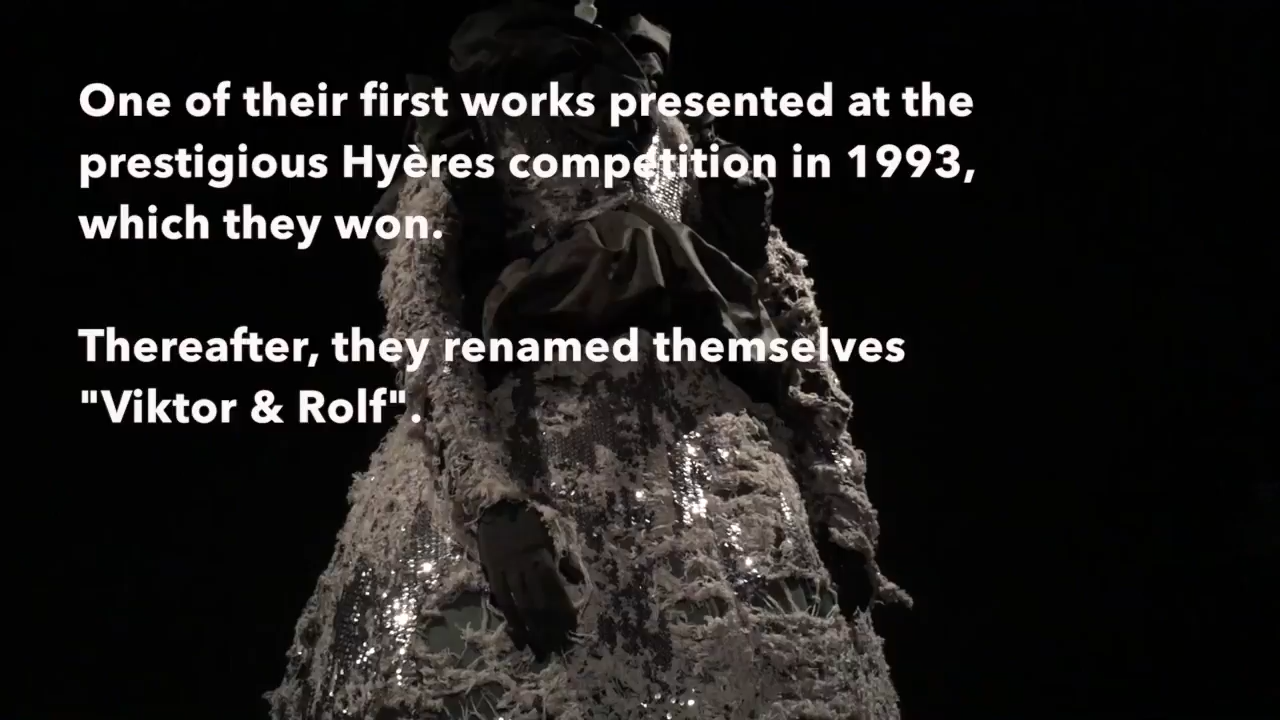 One of their first works presented at the
prestigious Hyères competition in 1993,
which they won.
Thereafter, they renamed themselves
"Viktor & Rolf".